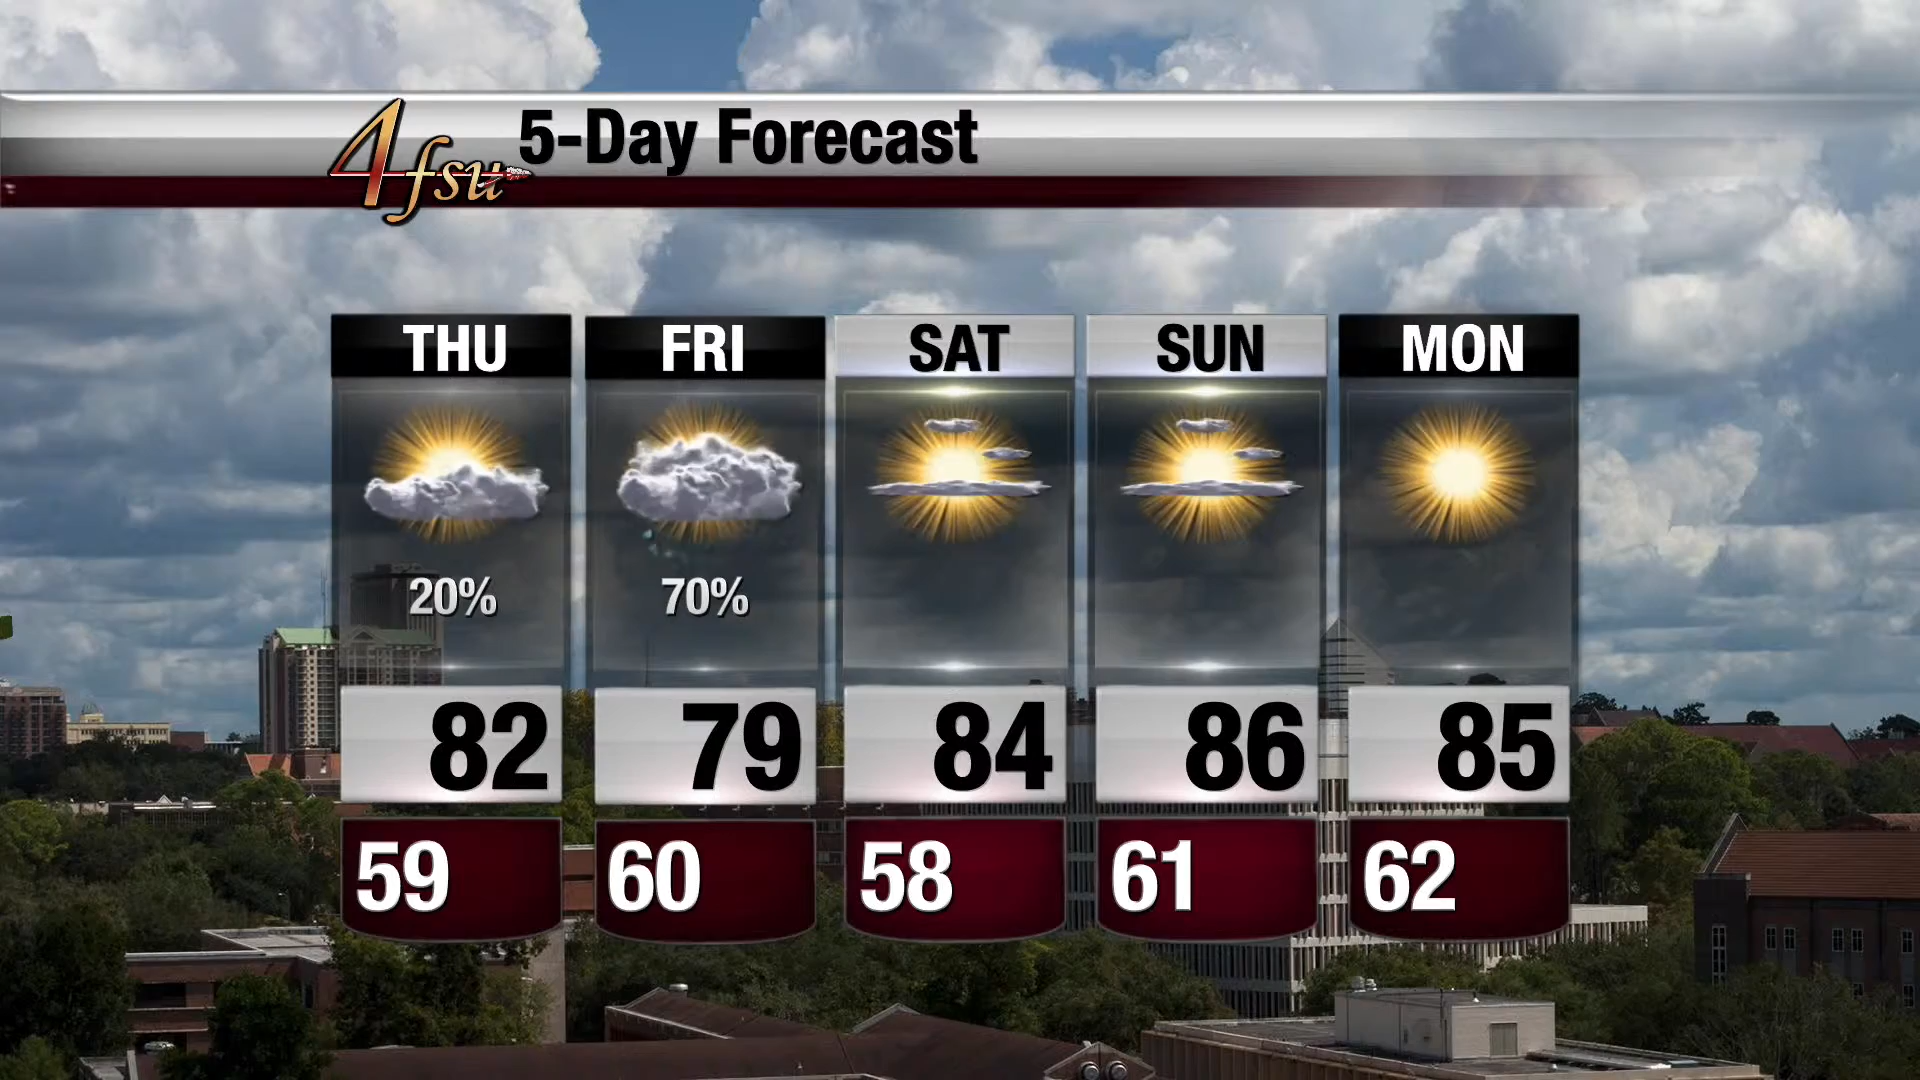 4fsu 5-Day Forecast
THU FRI SAT SUN MON
20% 70%
82 79 84 86 85
59 60 58 61 62